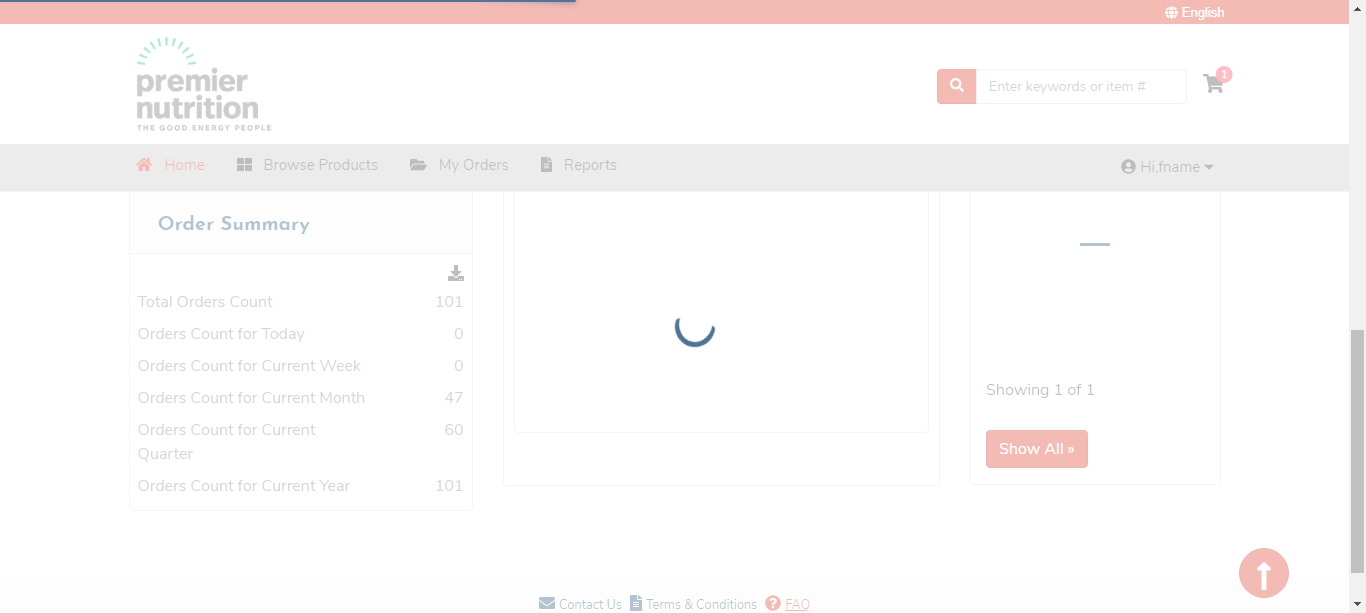 English
premier
nutrition
THE GOOD ENERGY PEOPLE
Enter keywords or item #
1
Home
Browse Products
My Orders
Reports
Hi,fname
Order Summary
Total Orders Count 101
Orders Count for Today 0
Orders Count for Current Week 0
Orders Count for Current Month 47
Orders Count for Current 60
Quarter
Orders Count for Current Year 101
Showing 1 of 1
Show All »
Contact Us
Terms & Conditions
? FAQ